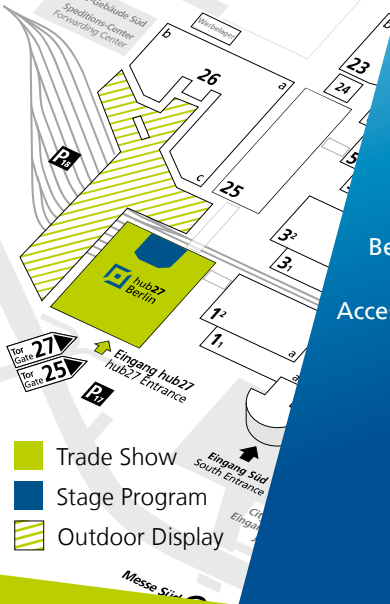 -Gebäude Süd
Speditions-Center
Forwarding Center
Werbelager
b
26
a
23
24
c
25
P18
3²
3₁
hub27
Berlin
1²
1₁
a
Tor
Gate 27
Tor
Gate 25
Eingang hub27
hub27 Entrance
P17
Eingang Süd
South Entrance
Be
Acce
Trade Show
Stage Program
Outdoor Display
Messe Süd